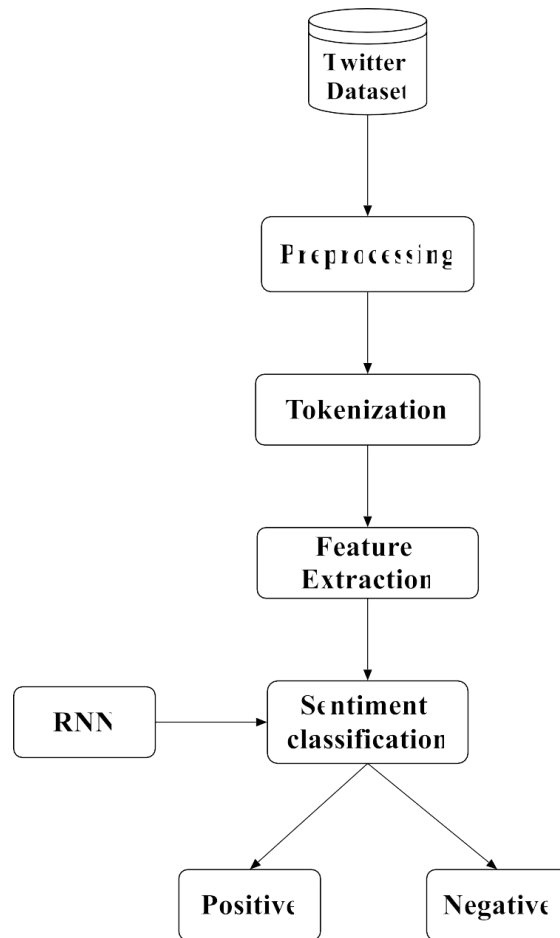 Twitter
Dataset
Preprocessing
Tokenization
Feature
Extraction
RNN
Sentiment
classification
Positive
Negative